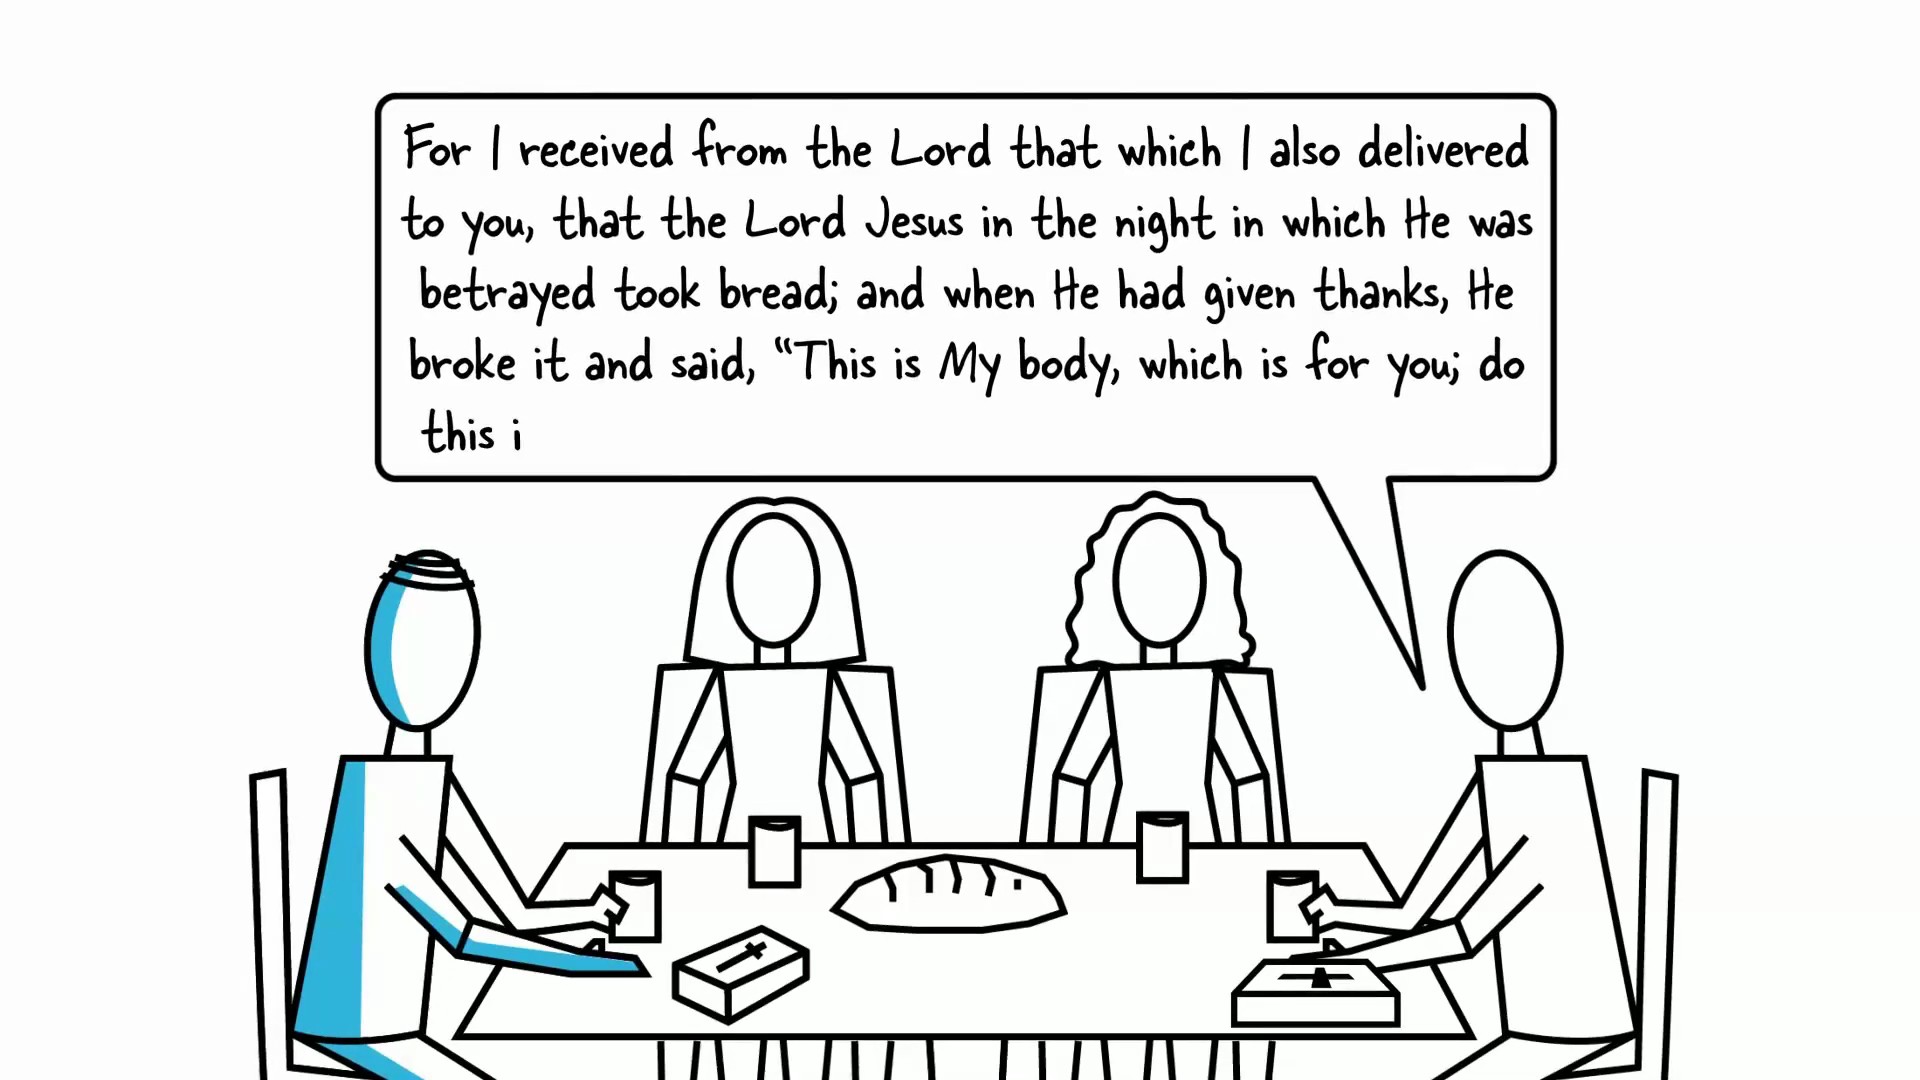 For I received from the Lord that which I also delivered
to you, that the Lord Jesus in the night in which He was
betrayed took bread; and when He had given thanks, He
broke it and said, “This is My body, which is for you; do
this i